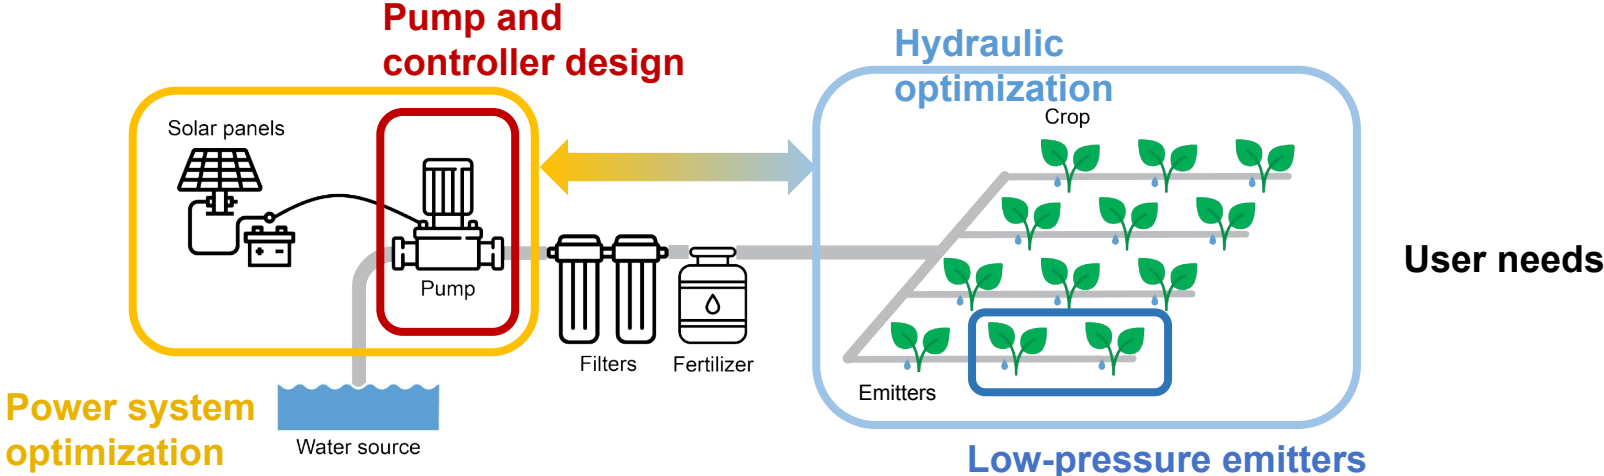 Pump and
controller design
Hydraulic
optimization
Solar panels
Crop
Pump
User needs
Filters
Fertilizer
Emitters
Power system
optimization
Water source
Low-pressure emitters